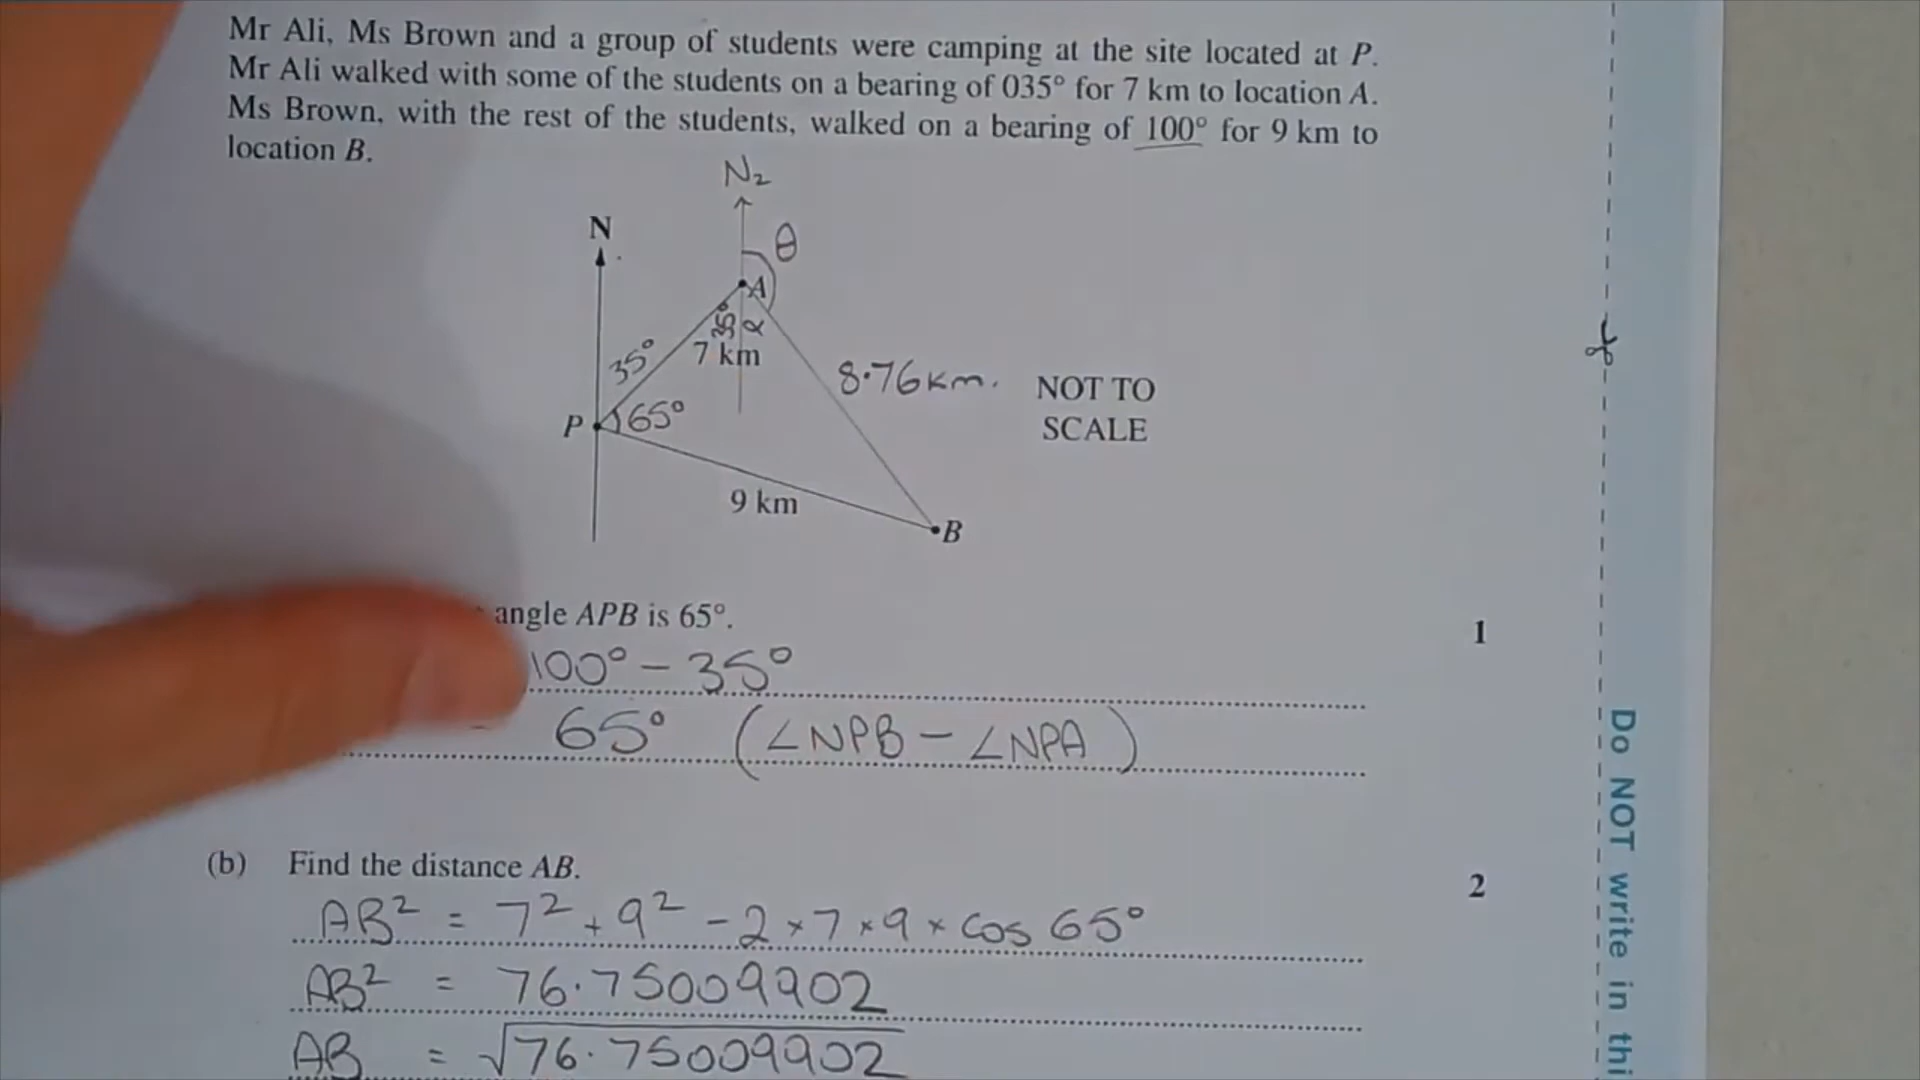 Mr Ali, Ms Brown and a group of students were camping at the site located at P.
Mr Ali walked with some of the students on a bearing of 035° for 7 km to location A.
Ms Brown, with the rest of the students, walked on a bearing of 100° for 9 km to
location B.
N₂
N
θ
A
35°
α
35°
7 km
8.76km.
NOT TO
SCALE
P
65°
9 km
B
angle APB is 65°.
1
100° – 35°
65° (∠NPB – ∠NPA)
(b) Find the distance AB.
2
AB² = 7² + 9² – 2 × 7 × 9 × cos 65°
AB² = 76.75009902
AB = √76.75009902
Do NOT write in thi